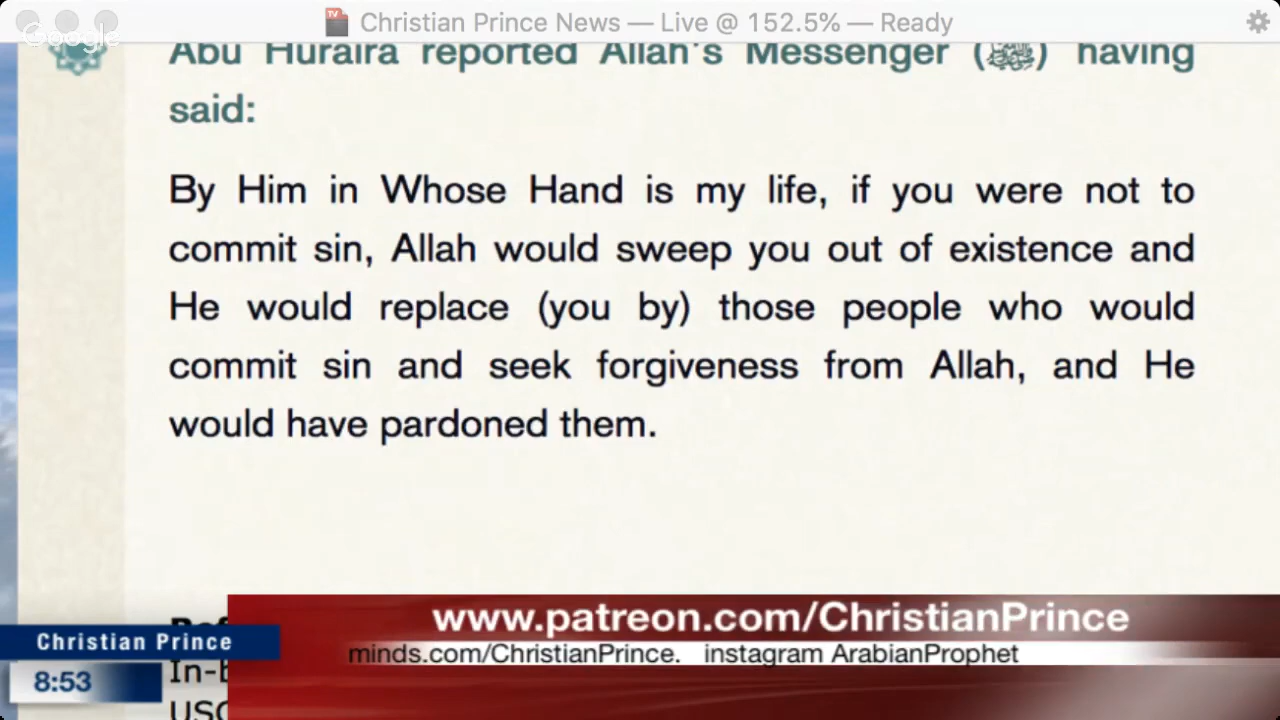 Christian Prince News — Live @ 152.5% — Ready
Google
Abu Huraira reported Allah's Messenger (ﷺ) having
said:
By Him in Whose Hand is my life, if you were not to
commit sin, Allah would sweep you out of existence and
He would replace (you by) those people who would
commit sin and seek forgiveness from Allah, and He
would have pardoned them.
www.patreon.com/ChristianPrince
Christian Prince
minds.com/ChristianPrince. instagram ArabianProphet
8:53